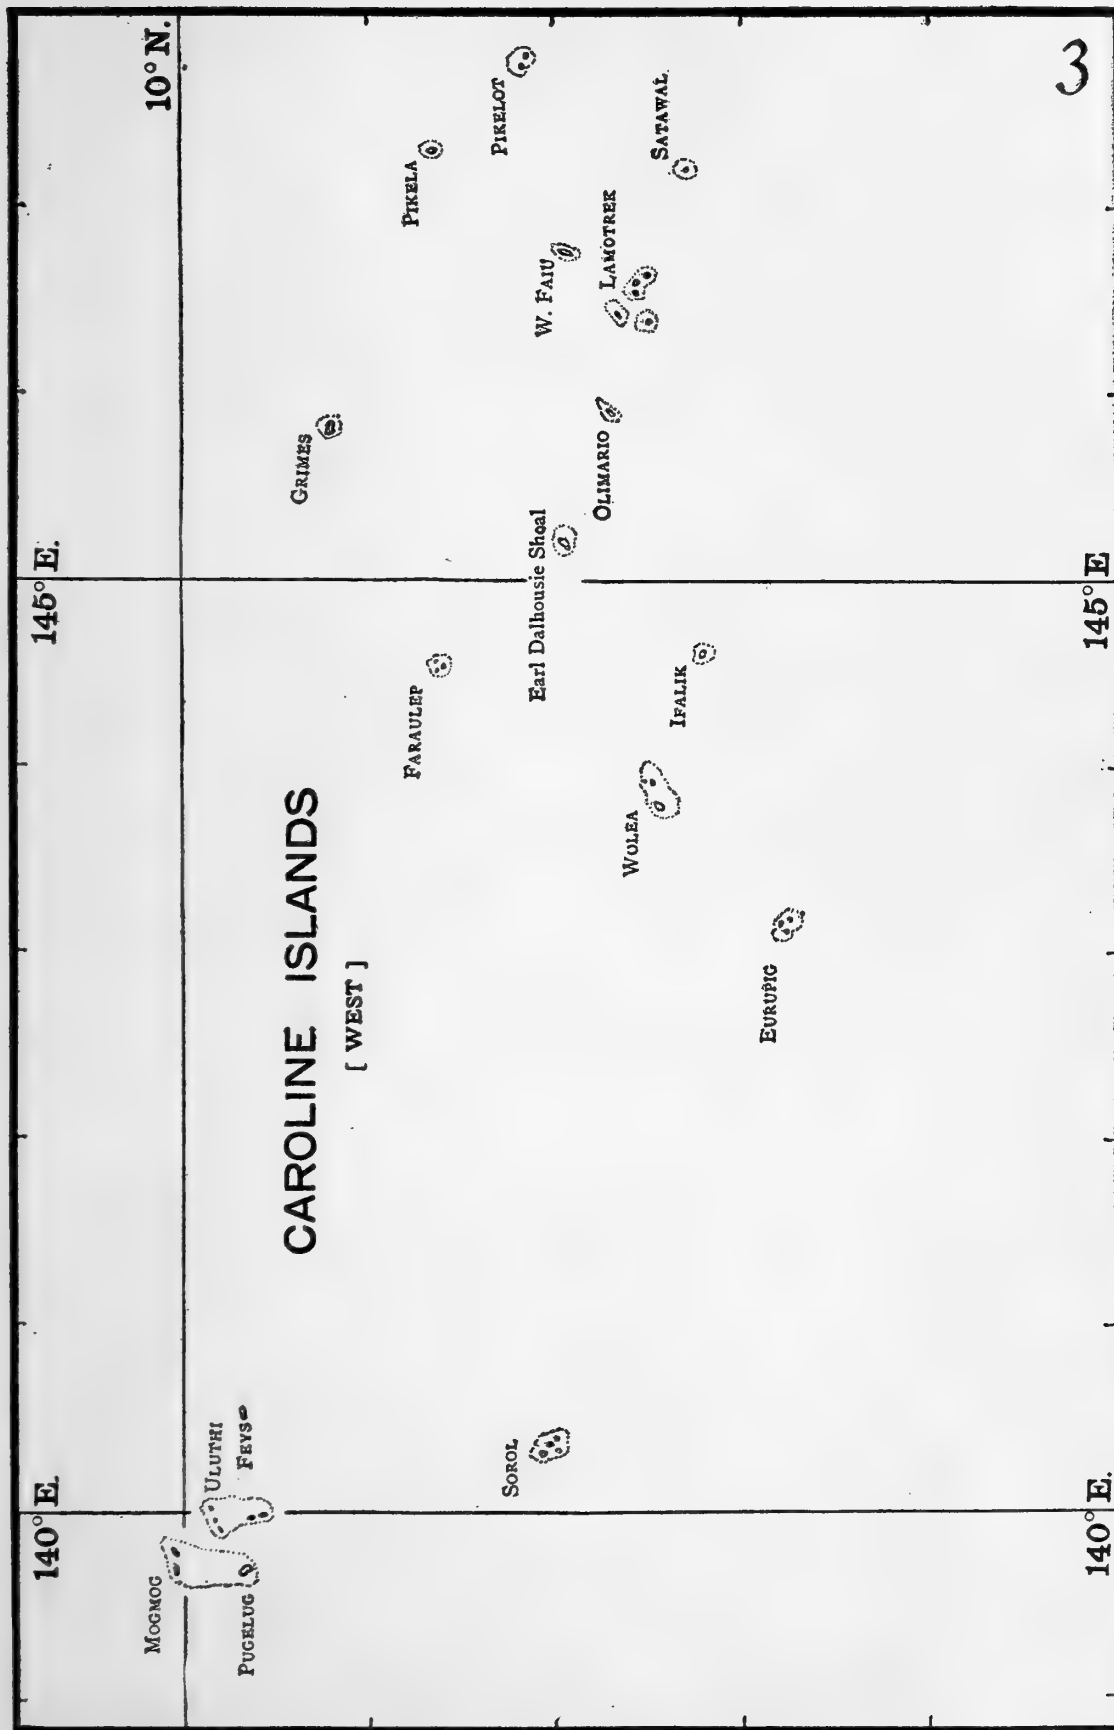 3
10° N.
145° E.
140° E.
CAROLINE ISLANDS
[ WEST ]
MOGMOG
ULUTHI
FEYS
PUGELUG
GRIMES
PIKELA
PIKELOT
FARAULEP
W. FAIU
LAMOTREK
SATAWAL
Earl Dalhousie Shoal
OLIMARIO
SOROL
WOLEA
IFALIK
EURUPIG
140° E.
145° E